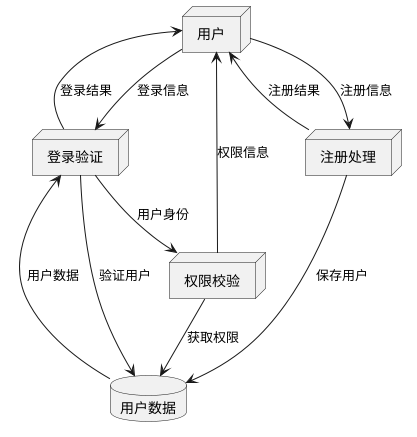 用户
登录结果
登录信息
注册结果
注册信息
登录验证
权限信息
注册处理
用户身份
用户数据
验证用户
权限校验
保存用户
获取权限
用户数据